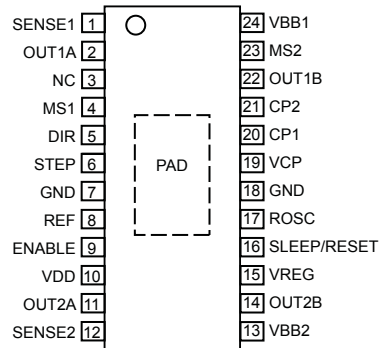 SENSE1 1
OUT1A 2
NC 3
MS1 4
DIR 5
STEP 6
GND 7
REF 8
ENABLE 9
VDD 10
OUT2A 11
SENSE2 12
PAD
24 VBB1
23 MS2
22 OUT1B
21 CP2
20 CP1
19 VCP
18 GND
17 ROSC
16 SLEEP/RESET
15 VREG
14 OUT2B
13 VBB2